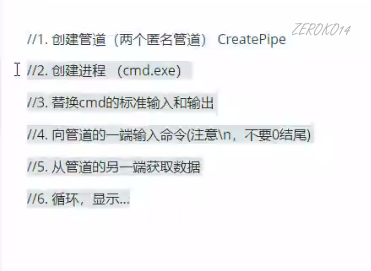 ZEROK014
//1. 创建管道（两个匿名管道） CreatePipe
//2. 创建进程 （cmd.exe）
//3. 替换cmd的标准输入和输出
//4. 向管道的一端输入命令(注意\n，不要0结尾)
//5. 从管道的另一端获取数据
//6. 循环，显示...